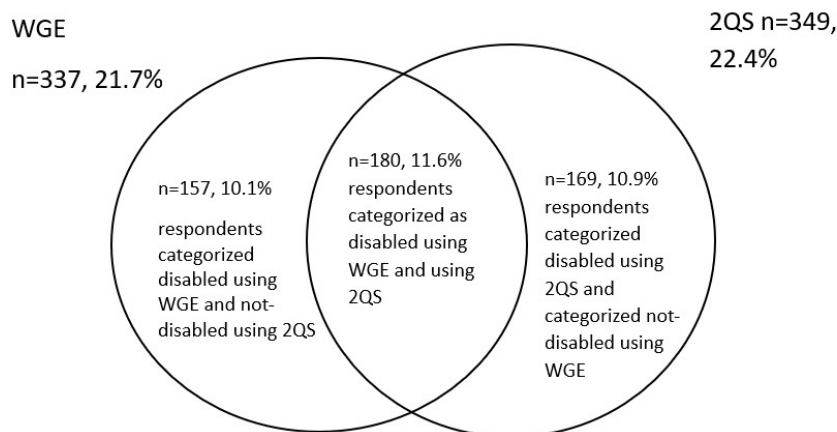 WGE
n=337, 21.7%
2QS n=349,
22.4%
n=157, 10.1%
respondents
categorized
disabled using
WGE and not-
disabled using 2QS
n=180, 11.6%
respondents
categorized as
disabled using
WGE and using
2QS
n=169, 10.9%
respondents
categorized
disabled using
2QS and
categorized not-
disabled using
WGE